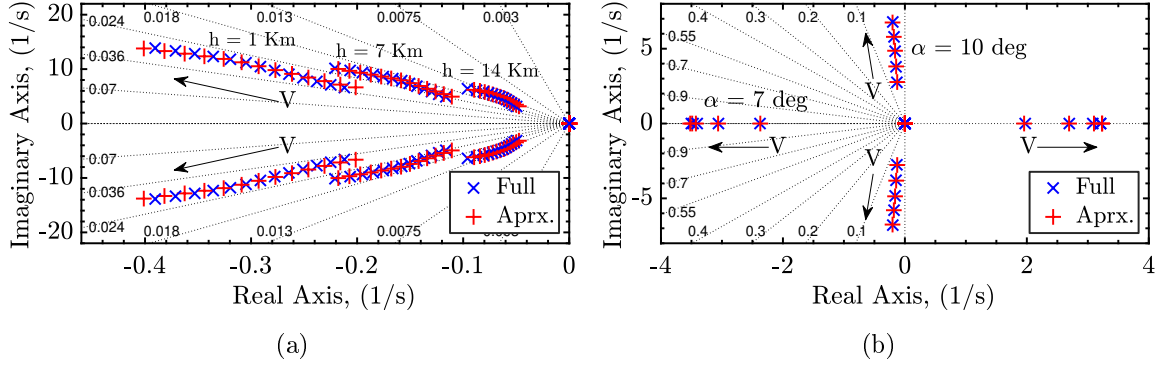 0.018
0.013
0.0075
0.003
0.024
h = 1 Km
h = 7 Km
h = 14 Km
0.036
0.07
V
V
0.07
0.036
0.024
0.018
0.013
0.0075
20
10
0
-10
-20
Imaginary Axis, (1/s)
Full
Aprx.
-0.4
-0.3
-0.2
-0.1
0
Real Axis, (1/s)
(a)
0.4
0.3
0.2
0.1
0.55
0.7
0.9
α = 10 deg
α = 7 deg
V
V
V
V
0.9
0.7
0.55
0.4
0.3
0.2
0.1
5
0
-5
Imaginary Axis, (1/s)
Full
Aprx.
-4
-2
0
2
4
Real Axis, (1/s)
(b)